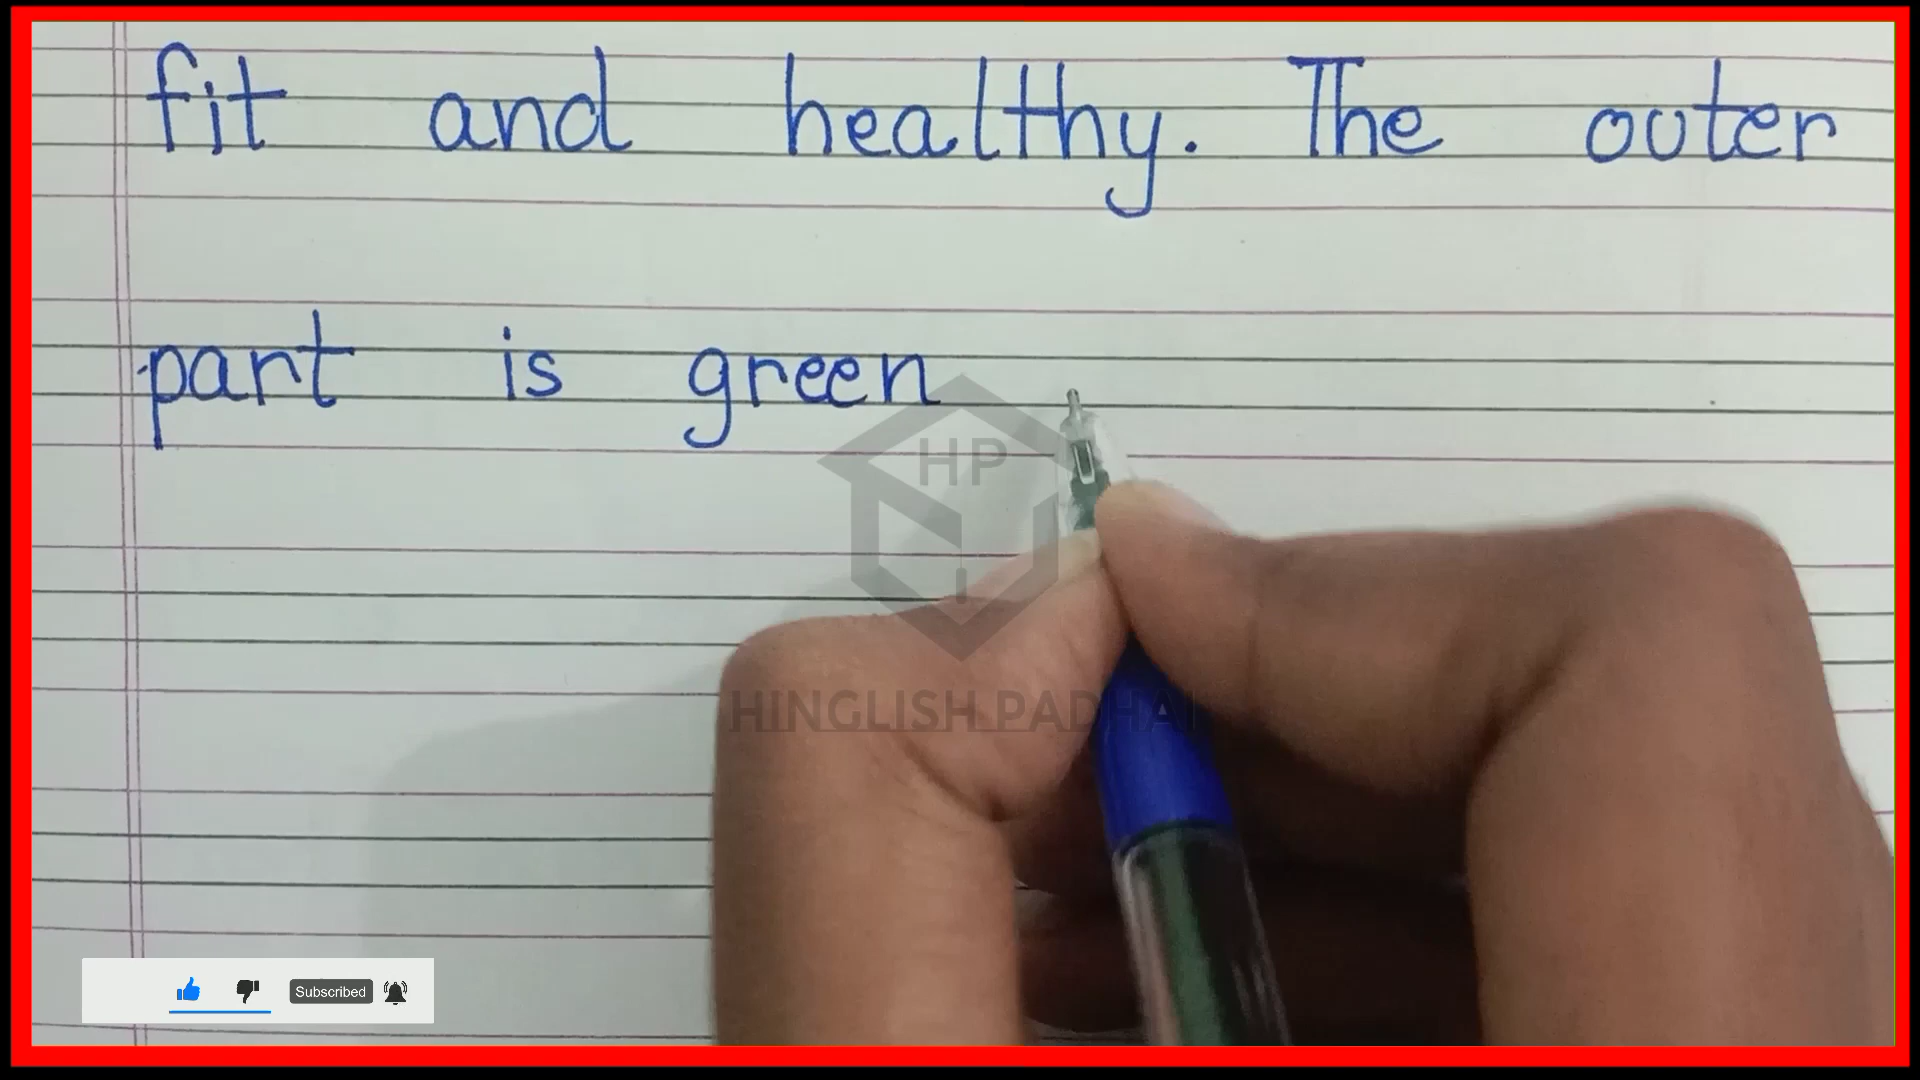 fit and healthy. The outer
part is green
HP
I
HINGLISH PADHAI
Subscribed